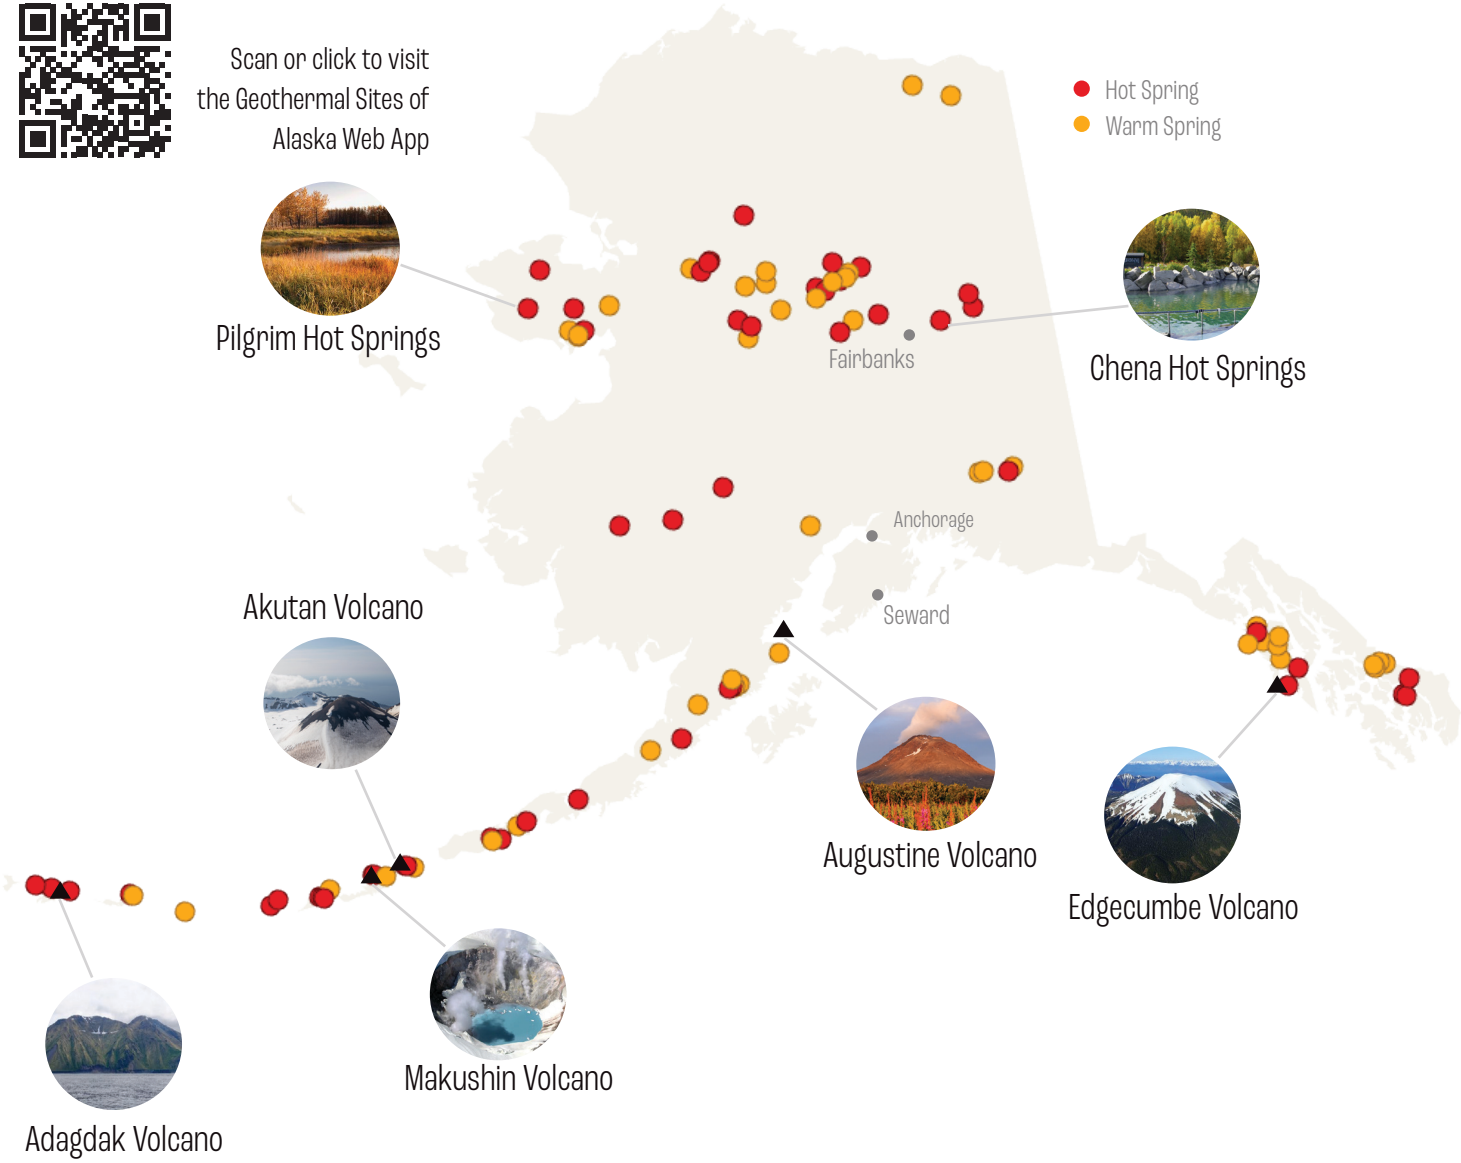 Scan or click to visit
the Geothermal Sites of
Alaska Web App
Hot Spring
Warm Spring
Pilgrim Hot Springs
Fairbanks
Chena Hot Springs
Anchorage
Seward
Akutan Volcano
Augustine Volcano
Edgecumbe Volcano
Makushin Volcano
Adagdak Volcano